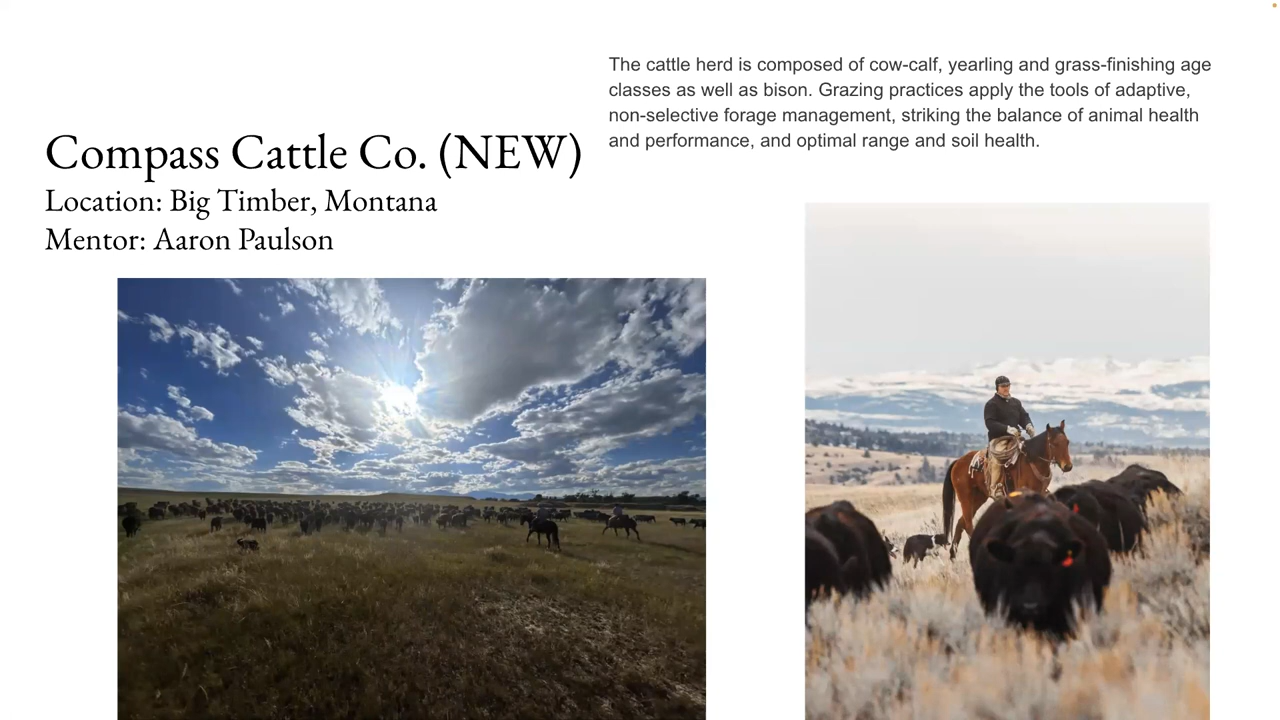 Compass Cattle Co. (NEW)
Location: Big Timber, Montana
Mentor: Aaron Paulson
The cattle herd is composed of cow-calf, yearling and grass-finishing age
classes as well as bison. Grazing practices apply the tools of adaptive,
non-selective forage management, striking the balance of animal health
and performance, and optimal range and soil health.